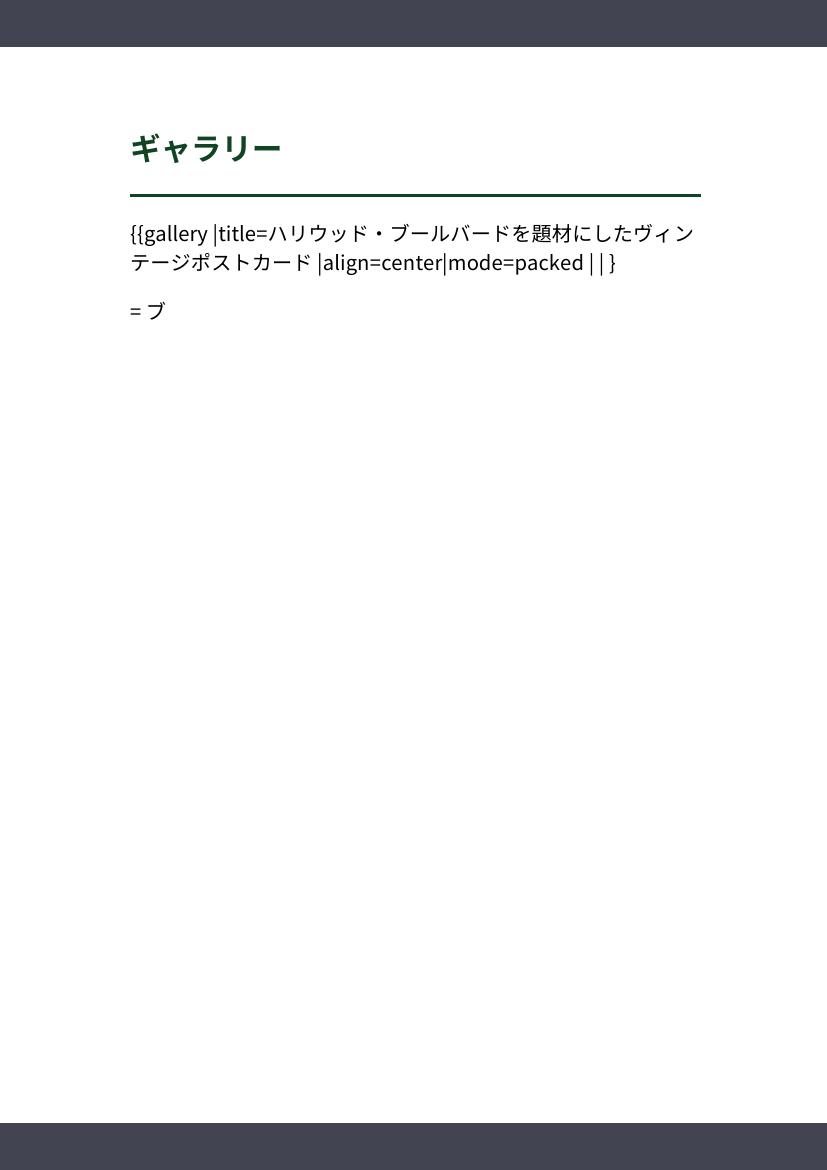 ギャラリー
{{gallery |title=ハリウッド・ブールバードを題材にしたヴィン
テージポストカード |align=center|mode=packed | | }
= ブ